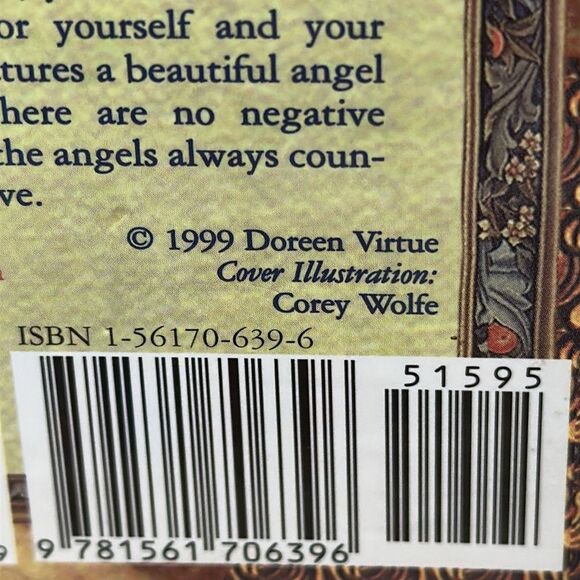 or yourself and your
tures a beautiful angel
here are no negative
the angels always coun-
ve.
© 1999 Doreen Virtue
Cover Illustration:
Corey Wolfe
ISBN 1-56170-639-6
51595
9 781561 706396